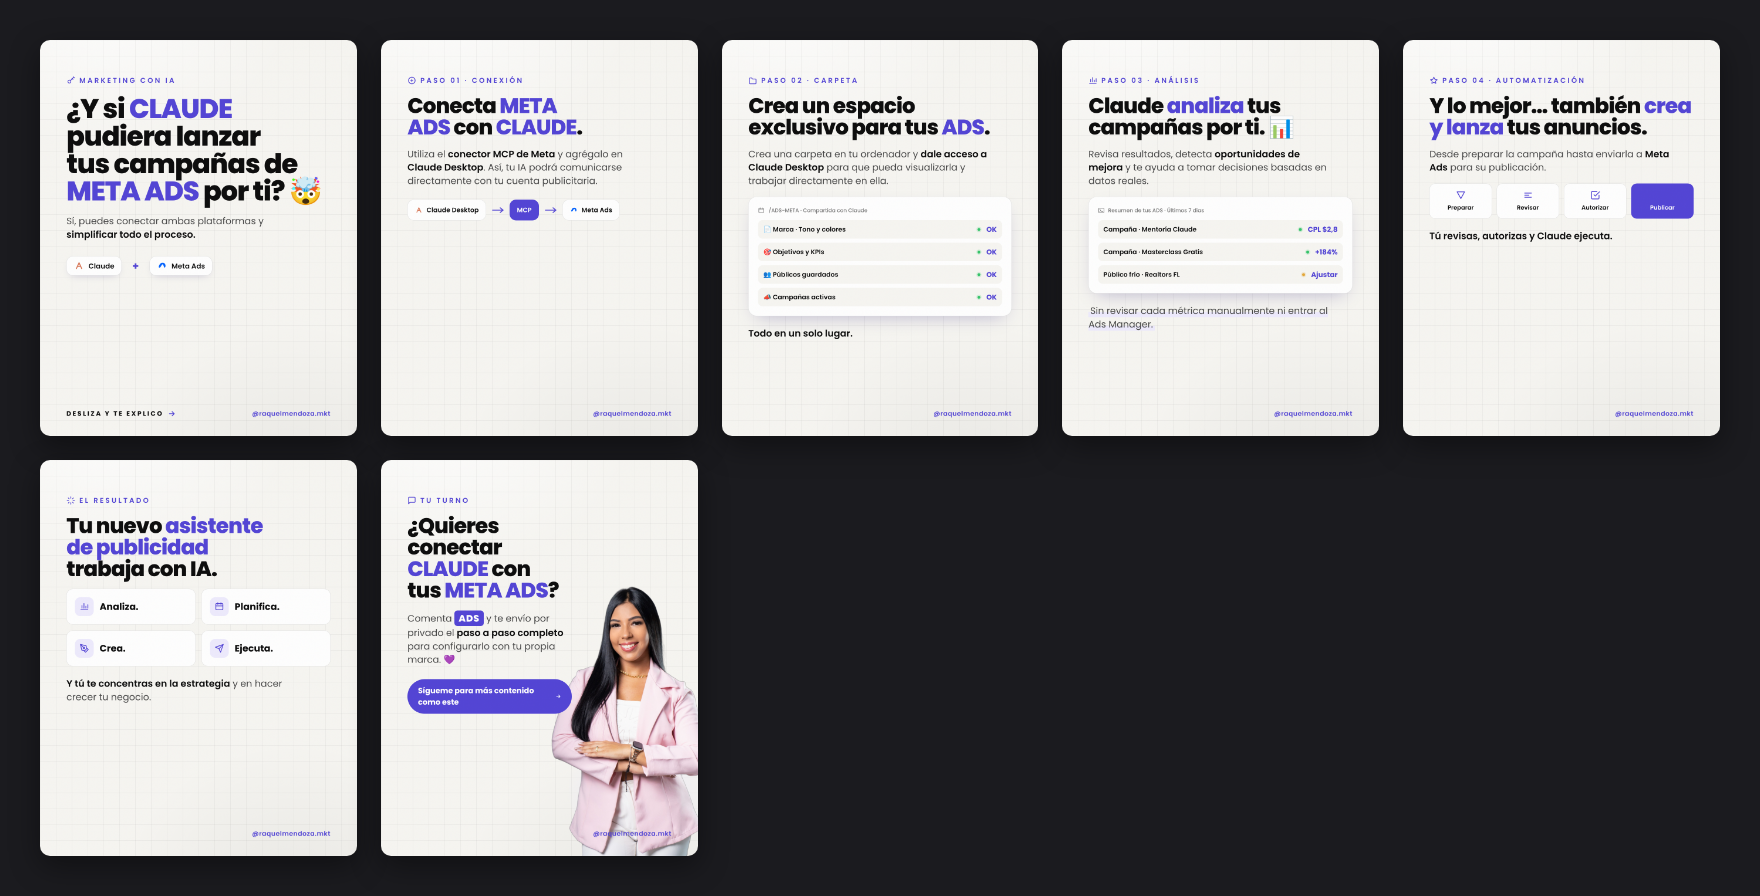 MARKETING CON IA
¿Y si CLAUDE
pudiera lanzar
tus campañas de
META ADS por ti? 🤯
Sí, puedes conectar ambas plataformas y
simplificar todo el proceso.
Claude + Meta Ads
DESLIZA Y TE EXPLICO →
@raquelmendoza.mkt
PASO 01 · CONEXIÓN
Conecta META
ADS con CLAUDE.
Utiliza el conector MCP de Meta y agrégalo en
Claude Desktop. Así, tu IA podrá comunicarse
directamente con tu cuenta publicitaria.
Claude Desktop → MCP → Meta Ads
@raquelmendoza.mkt
PASO 02 · CARPETA
Crea un espacio
exclusivo para tus ADS.
Crea una carpeta en tu ordenador y dale acceso a
Claude Desktop para que pueda visualizarla y
trabajar directamente en ella.
/ADS-META · Compartida con Claude
📄 Marca · Tono y colores OK
🎯 Objetivos y KPIs OK
👥 Públicos guardados OK
📣 Campañas activas OK
Todo en un solo lugar.
@raquelmendoza.mkt
PASO 03 · ANÁLISIS
Claude analiza tus
campañas por ti. 📊
Revisa resultados, detecta oportunidades de
mejora y te ayuda a tomar decisiones basadas en
datos reales.
Resumen de tus ADS · Últimos 7 días
Campaña · Mentoría Claude CPL $2,8
Campaña · Masterclass Gratis +184%
Público frío · Realtors FL Ajustar
Sin revisar cada métrica manualmente ni entrar al
Ads Manager.
@raquelmendoza.mkt
PASO 04 · AUTOMATIZACIÓN
Y lo mejor... también crea
y lanza tus anuncios.
Desde preparar la campaña hasta enviarla a Meta
Ads para su publicación.
Preparar Revisar Autorizar Publicar
Tú revisas, autorizas y Claude ejecuta.
@raquelmendoza.mkt
EL RESULTADO
Tu nuevo asistente
de publicidad
trabaja con IA.
Analiza. Planifica.
Crea. Ejecuta.
Y tú te concentras en la estrategia y en hacer
crecer tu negocio.
@raquelmendoza.mkt
TU TURNO
¿Quieres
conectar
CLAUDE con
tus META ADS?
Comenta ADS y te envío por
privado el paso a paso completo
para configurarlo con tu propia
marca. 💜
Sígueme para más contenido
como este →
@raquelmendoza.mkt